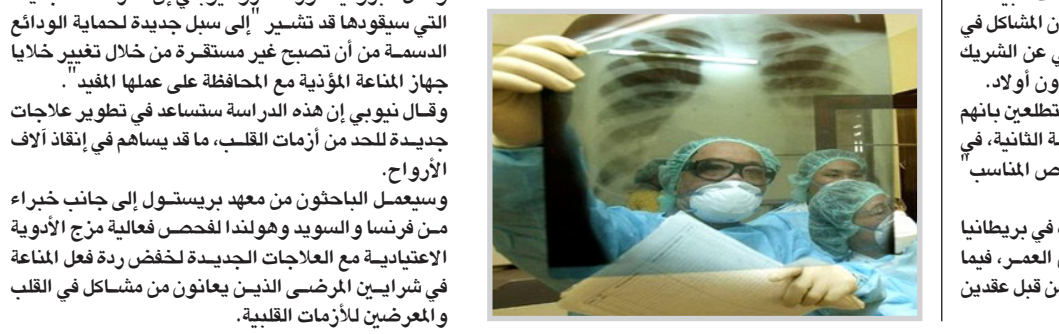 التي سيقودها قد تشير "إلى سبل جديدة لحماية الودائع
الدسمة من أن تصبح غير مستقرة من خلال تغيير خلايا
جهاز المناعة المؤذية مع المحافظة على عملها المفيد".
وقال نيوبي إن هذه الدراسة ستساعد في تطوير علاجات
جديدة للحد من أزمات القلب، ما قد يساهم في إنقاذ آلاف
الأرواح.
وسيعمل الباحثون من معهد بريستول إلى جانب خبراء
من فرنسا والسويد وهولندا لفحص فعالية مزج الأدوية
الاعتيادية مع العلاجات الجديدة لخفض ردة فعل المناعة
في شرايين المرضى الذين يعانون من مشاكل في القلب
والمعرضين للأزمات القلبية.
ن المشاكل في
ي عن الشريك
ون أولاد.
تطلعين بانهم
ة الثانية، في
ص المناسب"
ة في بريطانيا
العمر، فيما
ن قبل عقدين